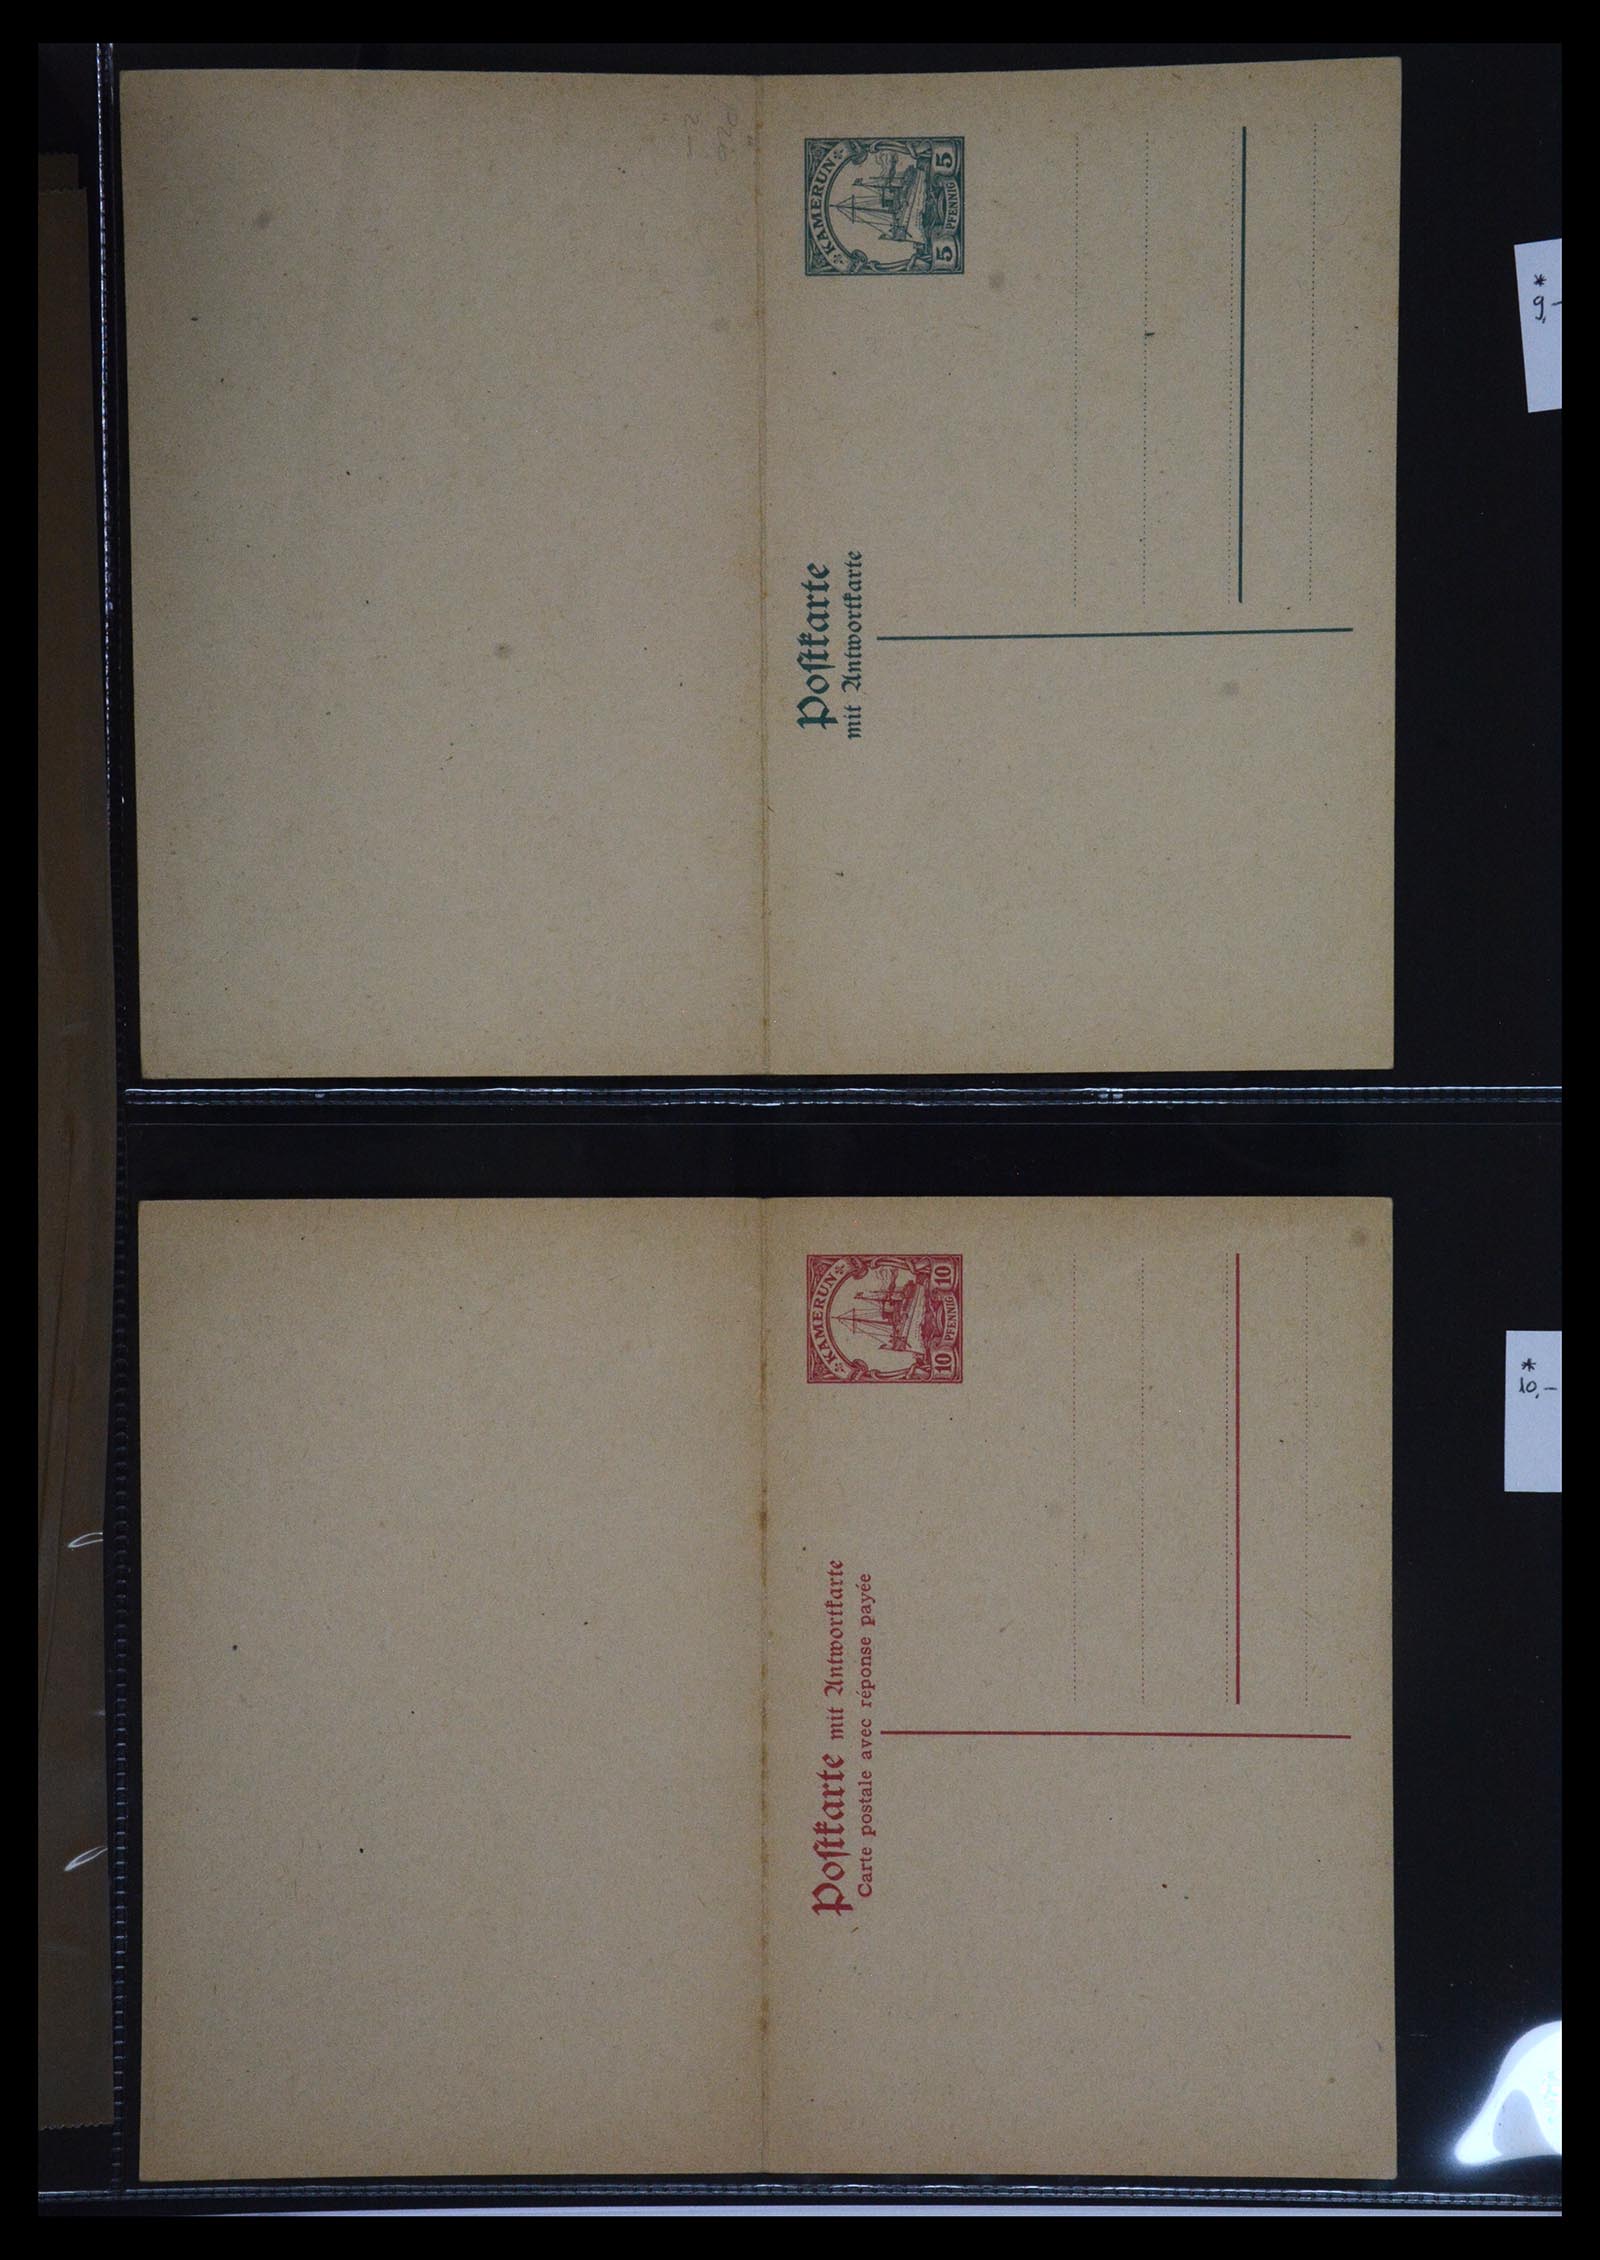 KAMERUN
5 PFENNIG 5
Postkarte
mit Antwortkarte
*
9,-
KAMERUN
10 PFENNIG 10
Postkarte mit Antwortkarte
Carte postale avec réponse payée
*
10,-